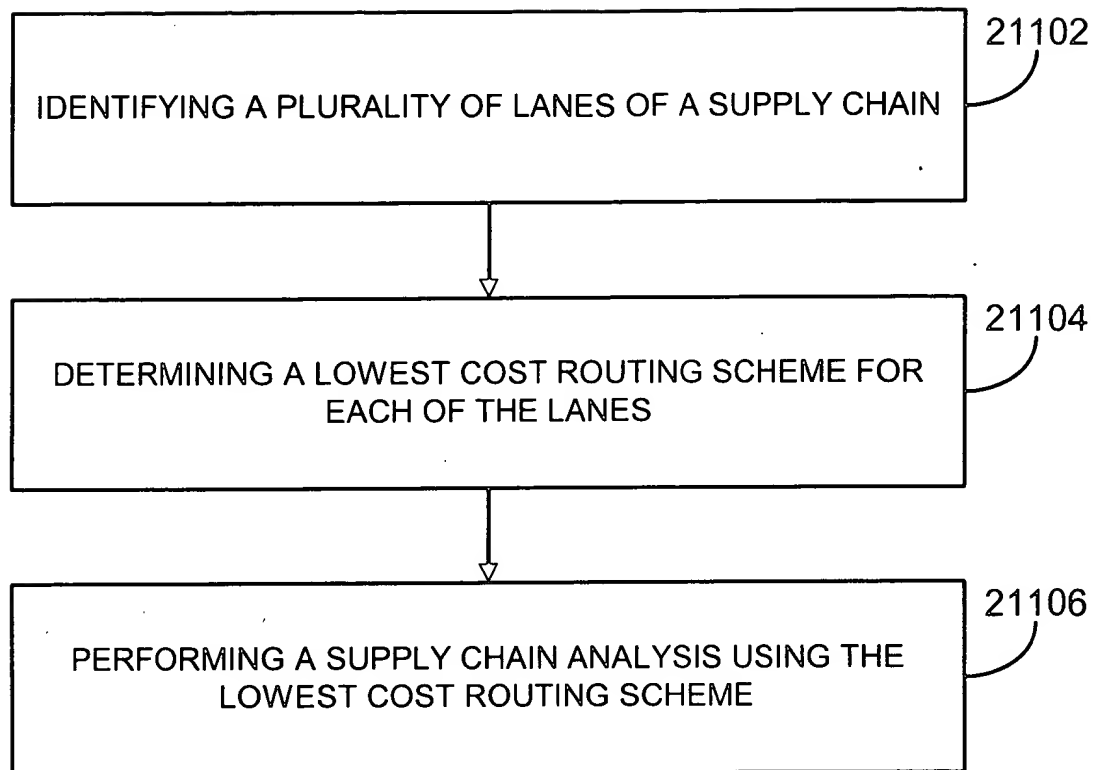 21102
IDENTIFYING A PLURALITY OF LANES OF A SUPPLY CHAIN
21104
DETERMINING A LOWEST COST ROUTING SCHEME FOR
EACH OF THE LANES
21106
PERFORMING A SUPPLY CHAIN ANALYSIS USING THE
LOWEST COST ROUTING SCHEME